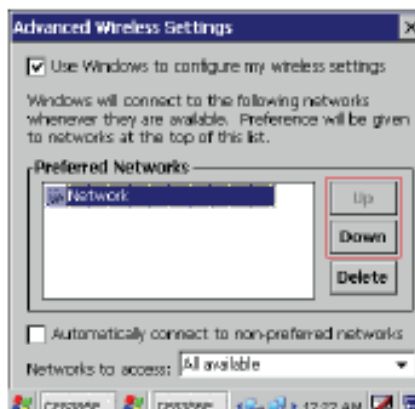 Advanced Wireless Settings
Use Windows to configure my wireless settings
Windows will connect to the following networks
whenever they are available. Preference will be given
to networks at the top of this list.
Preferred Networks
Network
Up
Down
Delete
Automatically connect to non-preferred networks
Networks to access: All available
12:22 AM